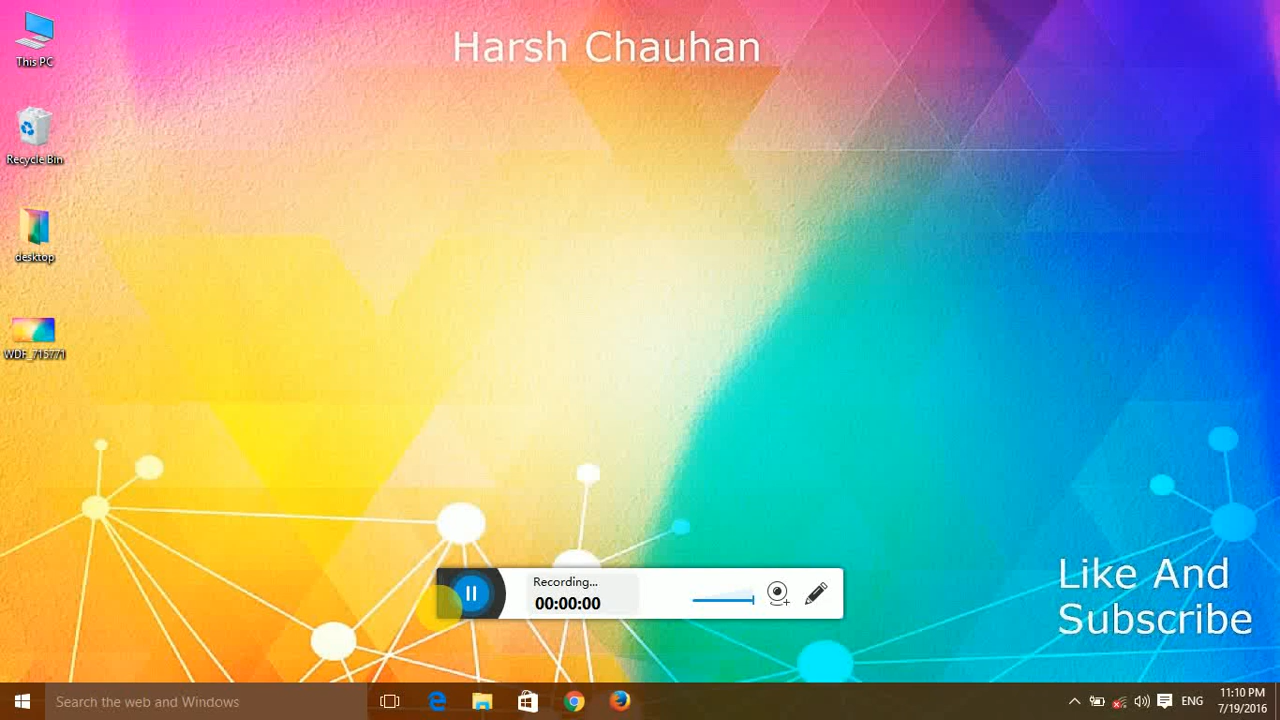 Harsh Chauhan
This PC
Recycle Bin
desktop
WDF_715771
Recording...
00:00:00
Like And
Subscribe
Search the web and Windows
ENG
11:10 PM
7/19/2016